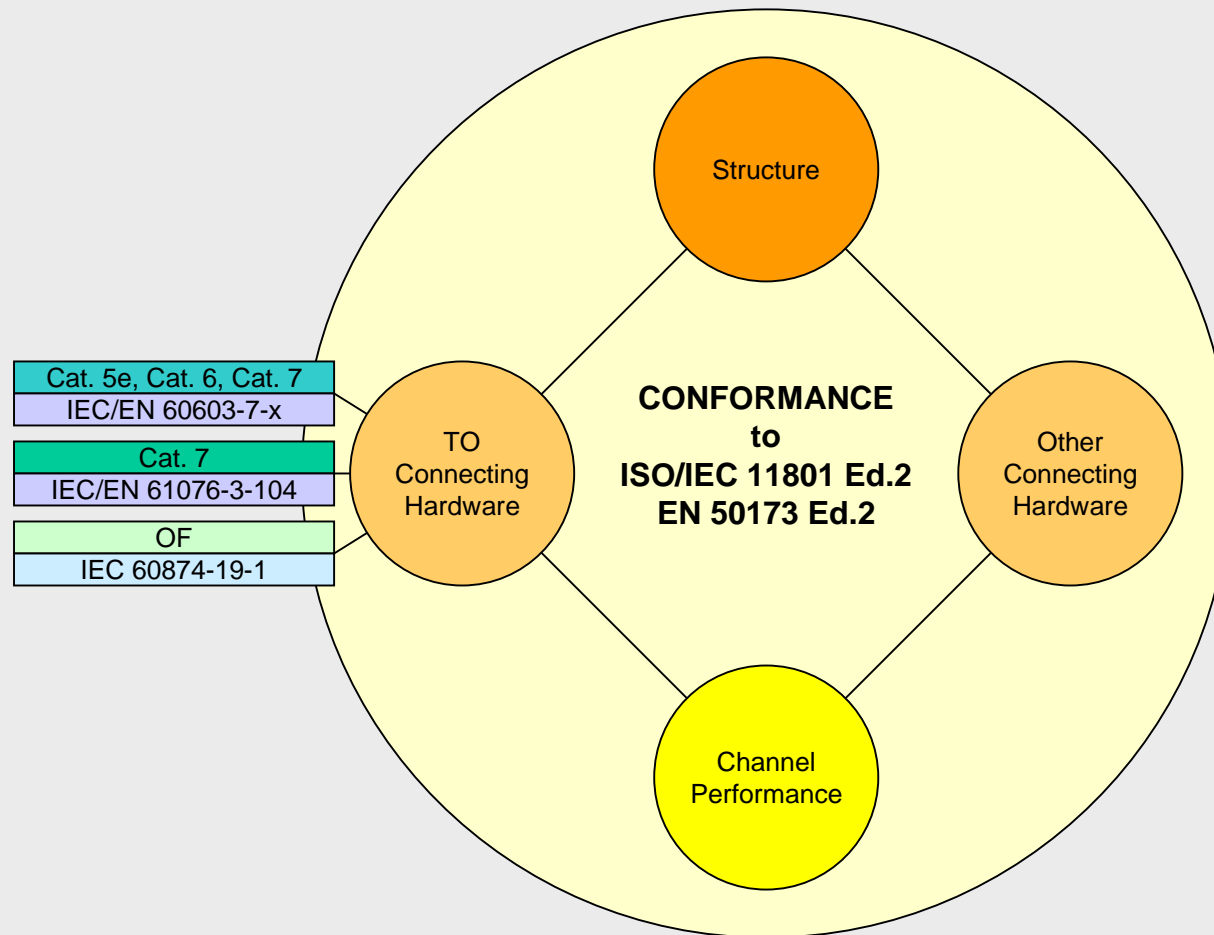 Structure
Cat. 5e, Cat. 6, Cat. 7
IEC/EN 60603-7-x
Cat. 7
IEC/EN 61076-3-104
OF
IEC 60874-19-1
TO
Connecting
Hardware
CONFORMANCE
to
ISO/IEC 11801 Ed.2
EN 50173 Ed.2
Other
Connecting
Hardware
Channel
Performance